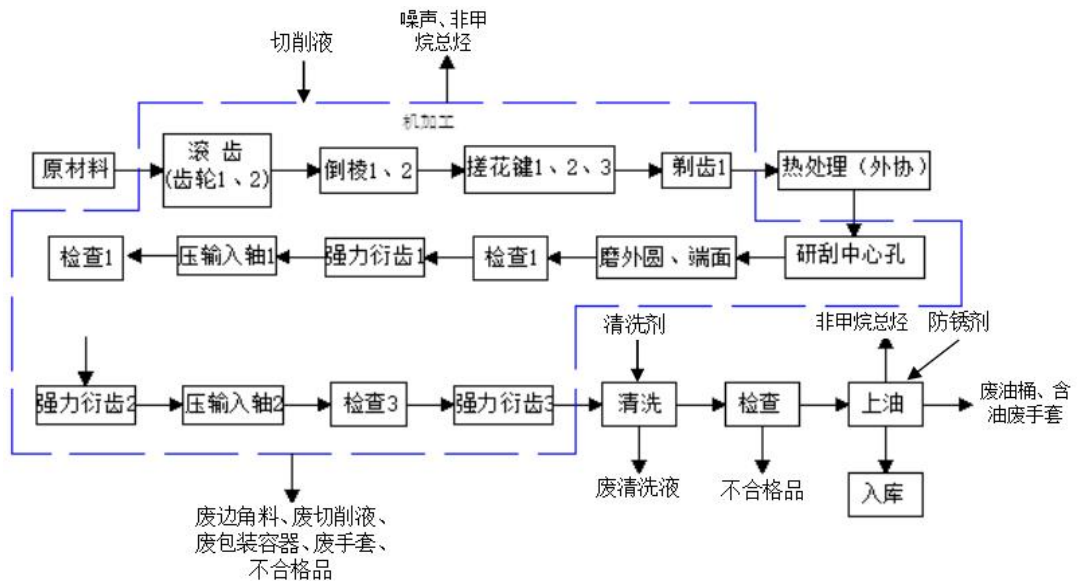 噪声、非甲
烷总烃
切削液
机加工
原材料
滚 齿
(齿轮1、2)
倒棱1、2
搓花键1、2、3
剃齿1
热处理（外协）
检查1
压输入轴1
强力衍齿1
检查1
磨外圆、端面
研刮中心孔
清洗剂
非甲烷总烃
防锈剂
强力衍齿2
压输入轴2
检查3
强力衍齿3
清洗
检查
上油
废油桶、含
油废手套
废清洗液
不合格品
入库
废边角料、废切削液、
废包装容器、废手套、
不合格品